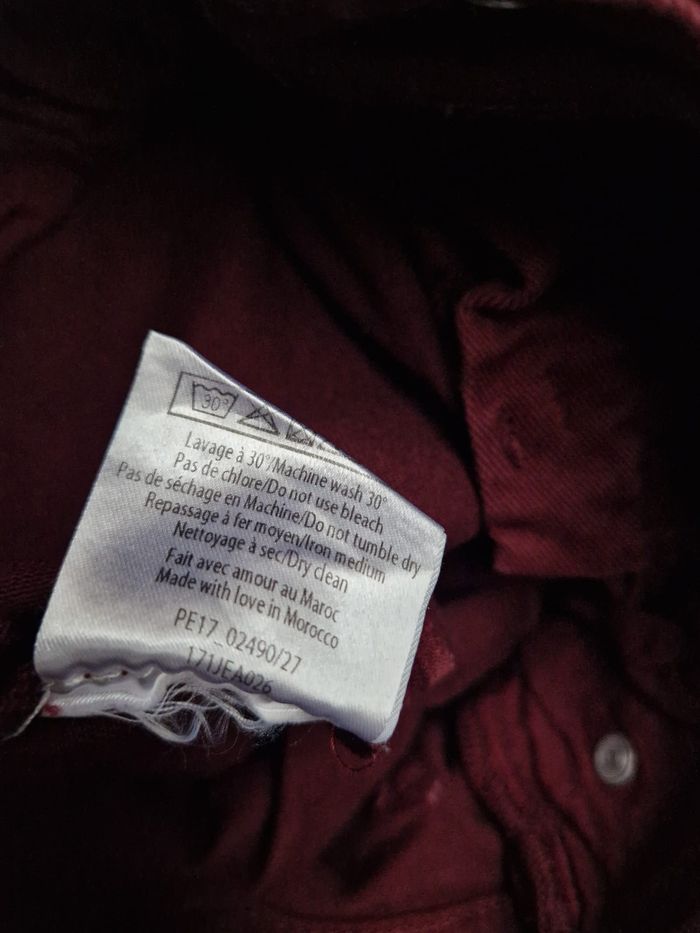 30°
Lavage à 30°/Machine wash 30°
Pas de chlore/Do not use bleach
Pas de séchage en Machine/Do not tumble dry
Repassage à fer moyen/Iron medium
Nettoyage à sec/Dry clean
Fait avec amour au Maroc
Made with love in Morocco
PE17_02490/27
171JEA026